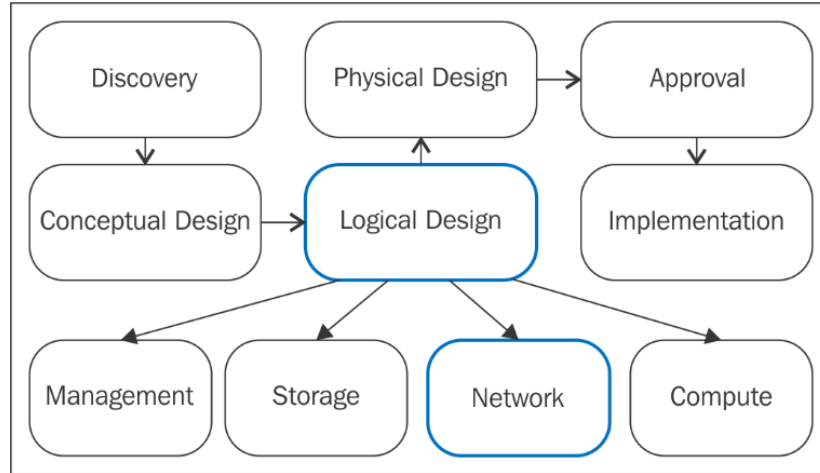 Discovery
Physical Design
Approval
Conceptual Design
Logical Design
Implementation
Management
Storage
Network
Compute